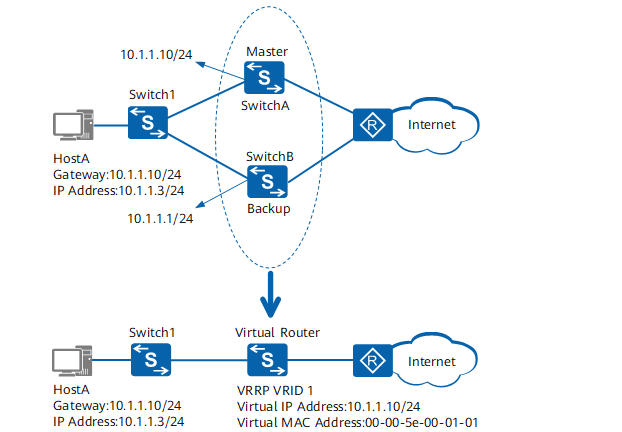 Master
10.1.1.10/24
S
Switch1
SwitchA
S
R
Internet
SwitchB
HostA
S
Gateway:10.1.1.10/24
IP Address:10.1.1.3/24
Backup
10.1.1.1/24
Switch1
Virtual Router
S
S
R
Internet
HostA
Gateway:10.1.1.10/24
IP Address:10.1.1.3/24
VRRP VRID 1
Virtual IP Address:10.1.1.10/24
Virtual MAC Address:00-00-5e-00-01-01